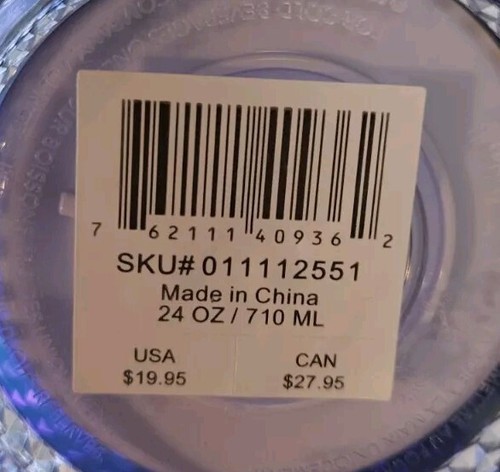 7 62111 40936 2
SKU# 011112551
Made in China
24 OZ / 710 ML
USA CAN
$19.95 $27.95